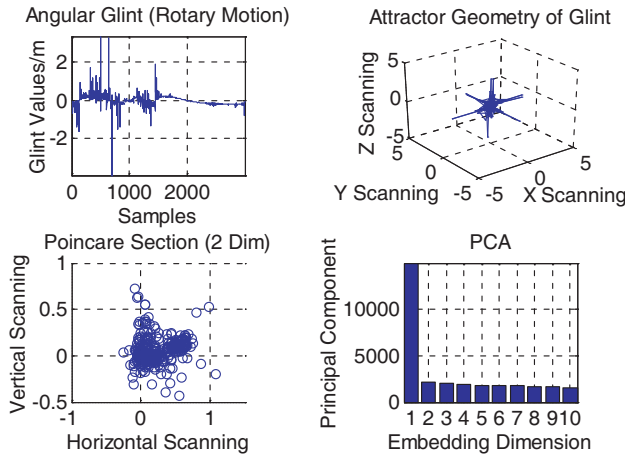 Angular Glint (Rotary Motion)
Glint Values/m
2
0
-2
0 1000 2000
Samples
Attractor Geometry of Glint
Z Scanning
5
0
-5
5
0
-5
Y Scanning
-5
0
5
X Scanning
Poincare Section (2 Dim)
Vertical Scanning
1
0.5
0
-0.5
-1 0 1
Horizontal Scanning
PCA
Principal Component
10000
5000
0
1 2 3 4 5 6 7 8 9 10
Embedding Dimension